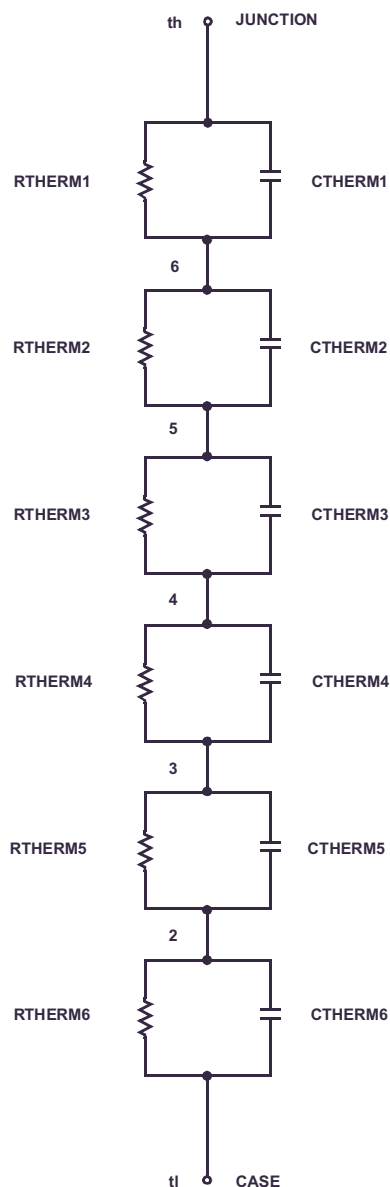 th JUNCTION
RTHERM1 CTHERM1
6
RTHERM2 CTHERM2
5
RTHERM3 CTHERM3
4
RTHERM4 CTHERM4
3
RTHERM5 CTHERM5
2
RTHERM6 CTHERM6
tl CASE